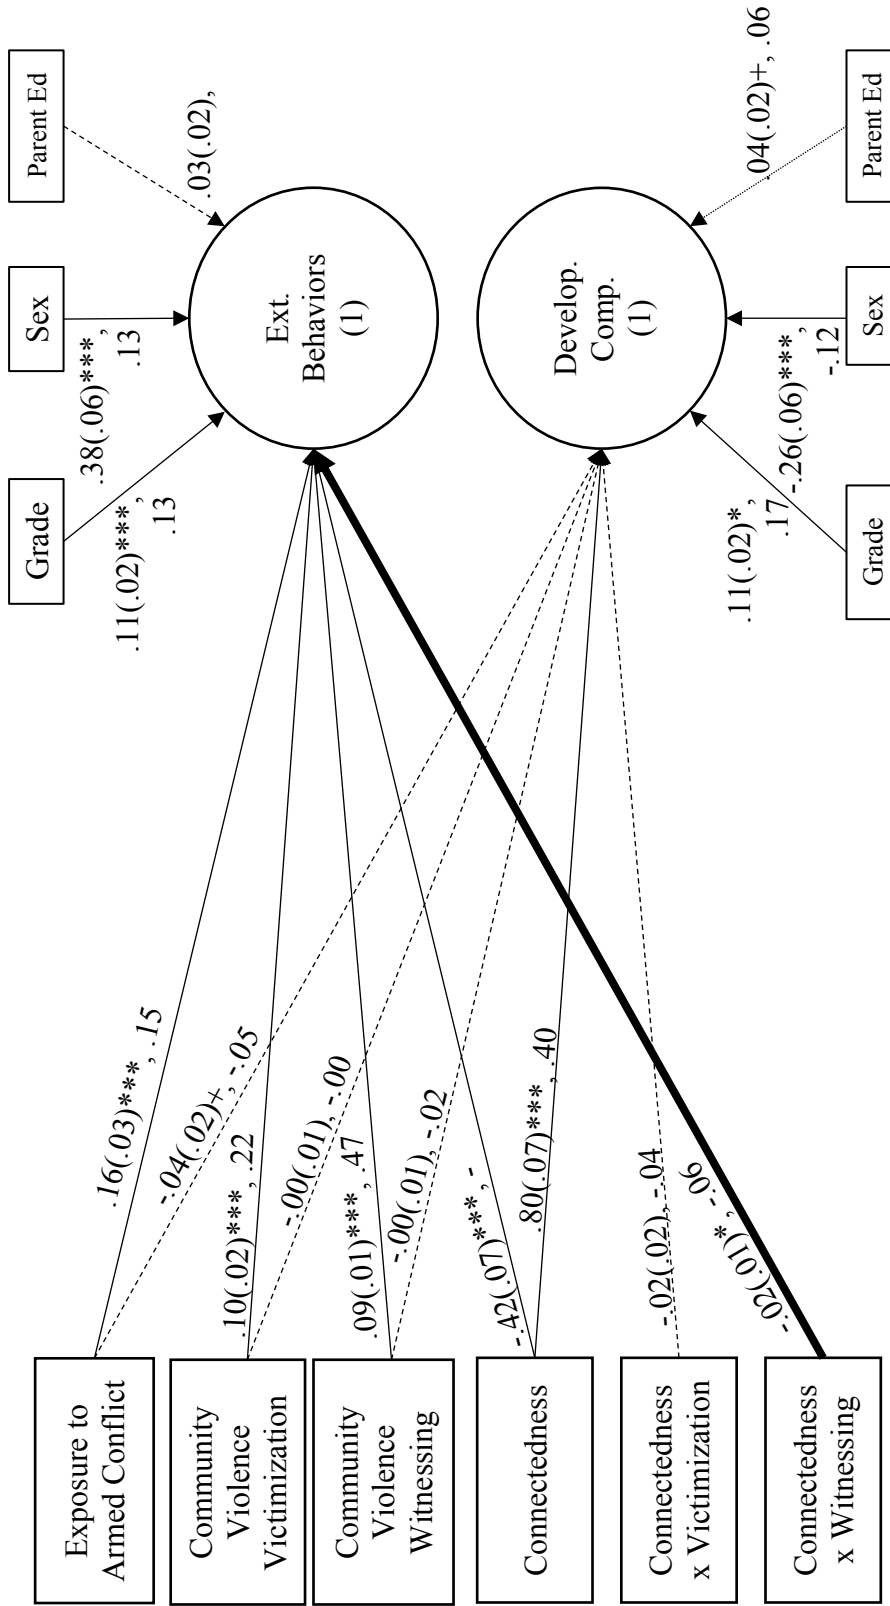 Grade
Sex
Parent Ed
.11(.02)***,
.13
.38(.06)***,
.13
.03(.02),
Exposure to
Armed Conflict
Community
Violence
Victimization
Community
Violence
Witnessing
Connectedness
Connectedness
x Victimization
Connectedness
x Witnessing
.16(.03)***, .15
-.04(.02)+, -.05
.10(.02)***, .22
-.00(.01), -.00
.09(.01)***, .47
-.00(.01), -.02
-.42(.07)***, -
.80(.07)***, .40
-.02(.02), -.04
-.02(.01)*, -.06
Ext.
Behaviors
(1)
Develop.
Comp.
(1)
.11(.02)*,
.17
-.26(.06)***,
-.12
.04(.02)+, .06
Grade
Sex
Parent Ed